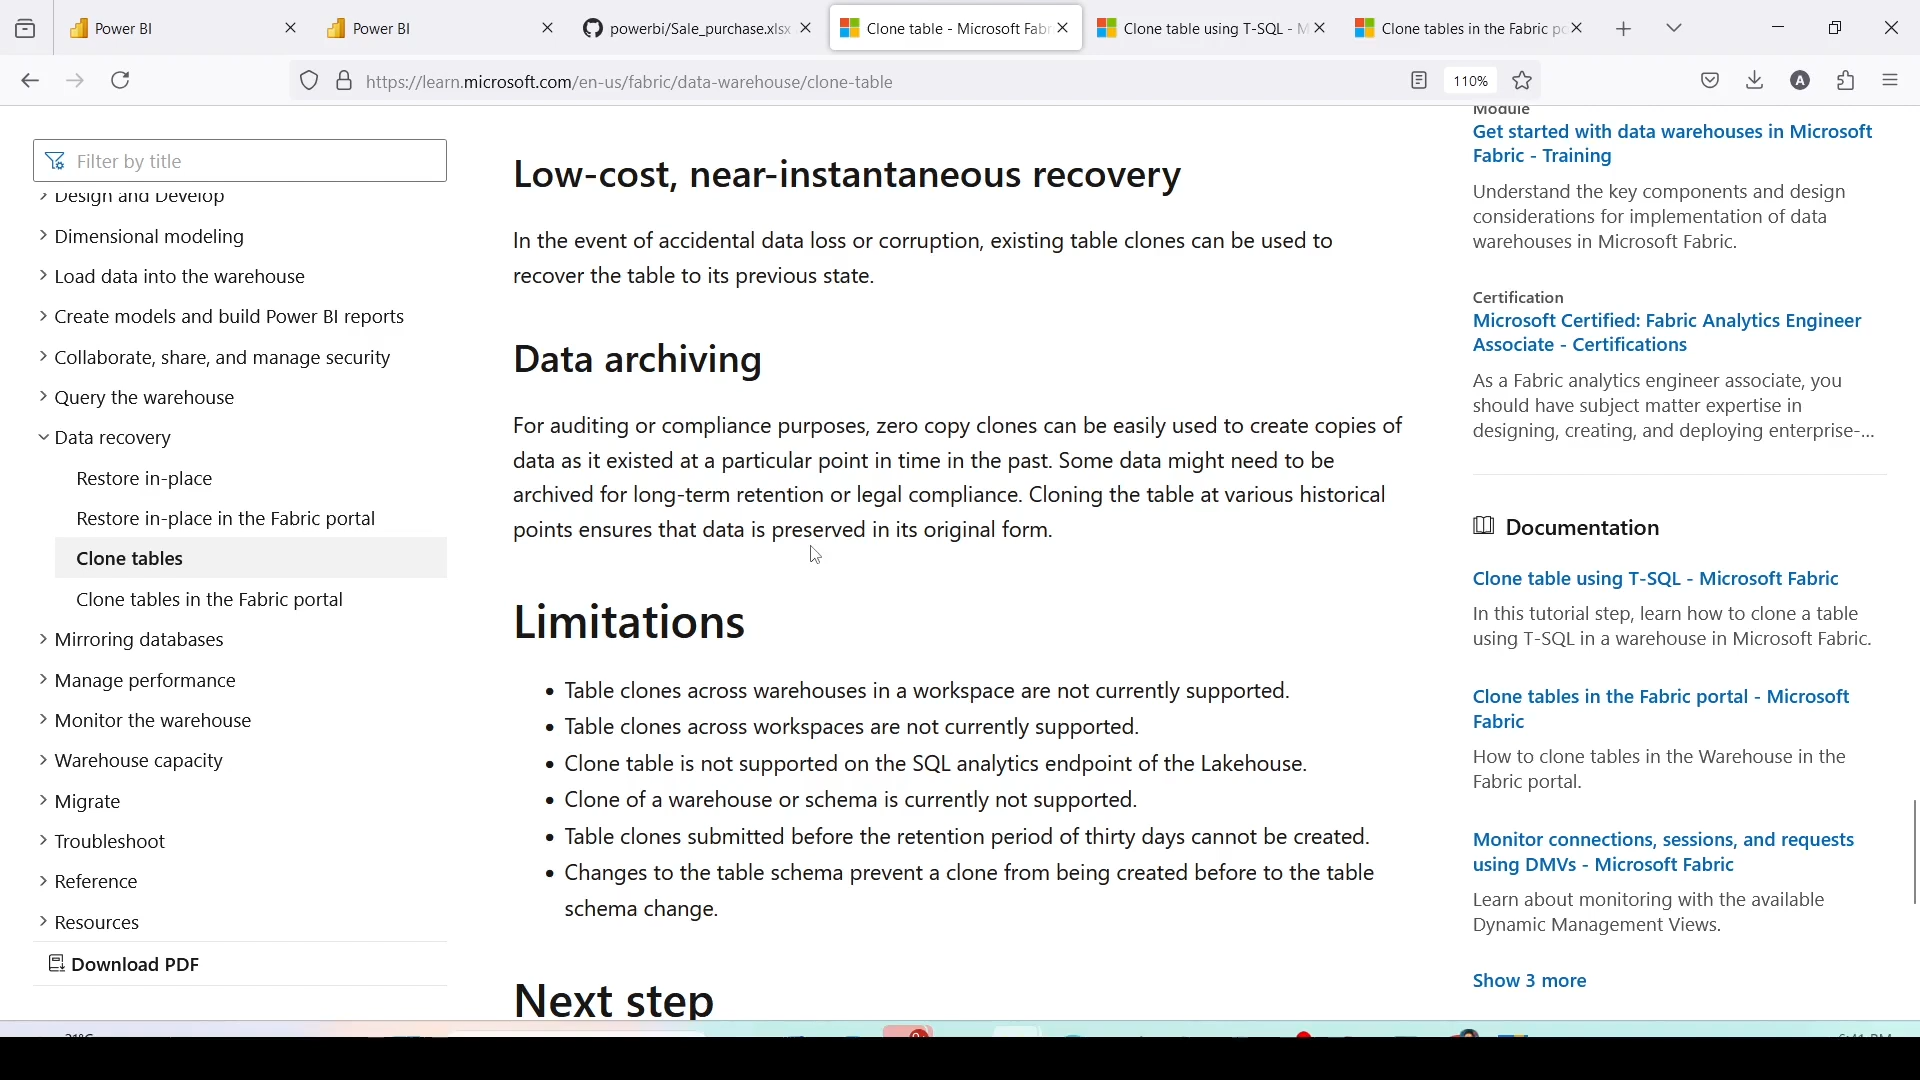 Power BI
Power BI
powerbi/Sale_purchase.xlsx
Clone table - Microsoft Fabr
Clone table using T-SQL - M
Clone tables in the Fabric po
https://learn.microsoft.com/en-us/fabric/data-warehouse/clone-table
110%
A
Filter by title
Design and Develop
Dimensional modeling
Load data into the warehouse
Create models and build Power BI reports
Collaborate, share, and manage security
Query the warehouse
Data recovery
Restore in-place
Restore in-place in the Fabric portal
Clone tables
Clone tables in the Fabric portal
Mirroring databases
Manage performance
Monitor the warehouse
Warehouse capacity
Migrate
Troubleshoot
Reference
Resources
Download PDF
Low-cost, near-instantaneous recovery
In the event of accidental data loss or corruption, existing table clones can be used to
recover the table to its previous state.
Data archiving
For auditing or compliance purposes, zero copy clones can be easily used to create copies of
data as it existed at a particular point in time in the past. Some data might need to be
archived for long-term retention or legal compliance. Cloning the table at various historical
points ensures that data is preserved in its original form.
Limitations
• Table clones across warehouses in a workspace are not currently supported.
• Table clones across workspaces are not currently supported.
• Clone table is not supported on the SQL analytics endpoint of the Lakehouse.
• Clone of a warehouse or schema is currently not supported.
• Table clones submitted before the retention period of thirty days cannot be created.
• Changes to the table schema prevent a clone from being created before to the table
schema change.
Next step
Module
Get started with data warehouses in Microsoft
Fabric - Training
Understand the key components and design
considerations for implementation of data
warehouses in Microsoft Fabric.
Certification
Microsoft Certified: Fabric Analytics Engineer
Associate - Certifications
As a Fabric analytics engineer associate, you
should have subject matter expertise in
designing, creating, and deploying enterprise-...
Documentation
Clone table using T-SQL - Microsoft Fabric
In this tutorial step, learn how to clone a table
using T-SQL in a warehouse in Microsoft Fabric.
Clone tables in the Fabric portal - Microsoft
Fabric
How to clone tables in the Warehouse in the
Fabric portal.
Monitor connections, sessions, and requests
using DMVs - Microsoft Fabric
Learn about monitoring with the available
Dynamic Management Views.
Show 3 more